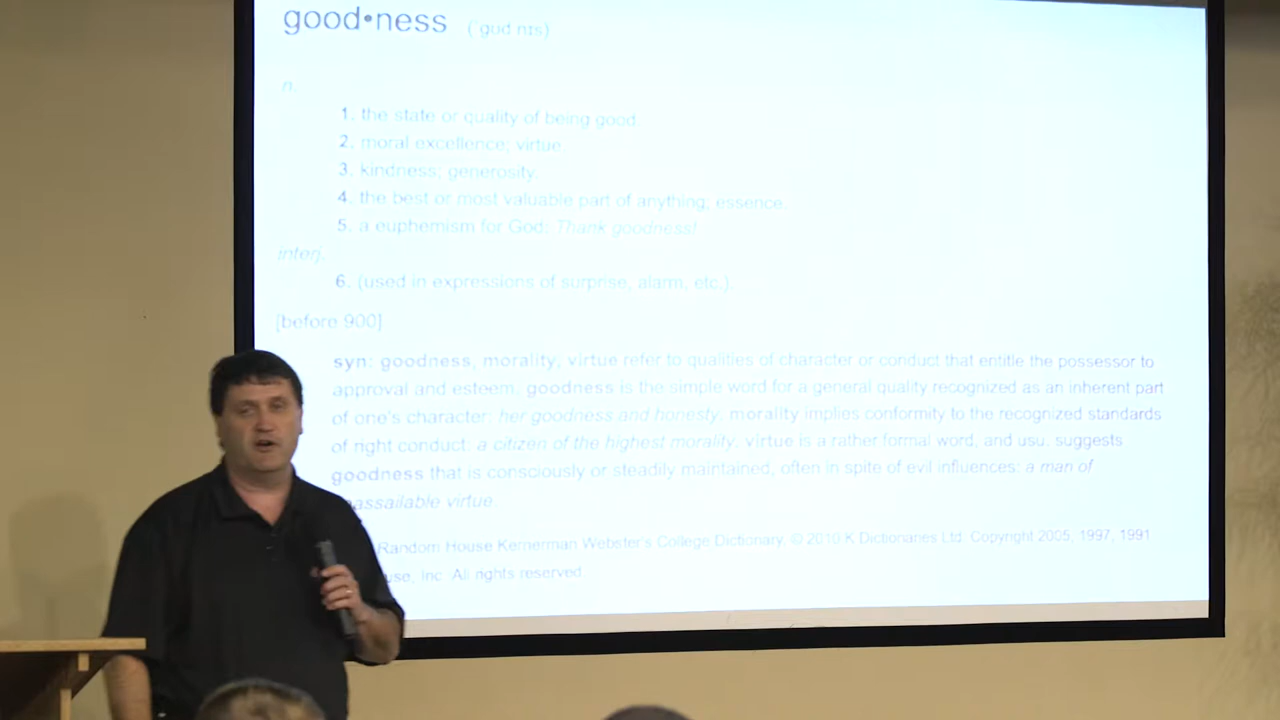 good•ness (ˈgʊd nɪs)
n.
1. the state or quality of being good.
2. moral excellence; virtue.
3. kindness; generosity.
4. the best or most valuable part of anything; essence.
5. a euphemism for God: Thank goodness!
interj.
6. (used in expressions of surprise, alarm, etc.).
[before 900]
syn: goodness, morality, virtue refer to qualities of character or conduct that entitle the possessor to
approval and esteem. goodness is the simple word for a general quality recognized as an inherent part
of one's character: her goodness and honesty. morality implies conformity to the recognized standards
of right conduct: a citizen of the highest morality. virtue is a rather formal word, and usu. suggests
goodness that is consciously or steadily maintained, often in spite of evil influences: a man of
assailable virtue.
Random House Kernerman Webster's College Dictionary, © 2010 K Dictionaries Ltd. Copyright 2005, 1997, 1991
use, Inc. All rights reserved.